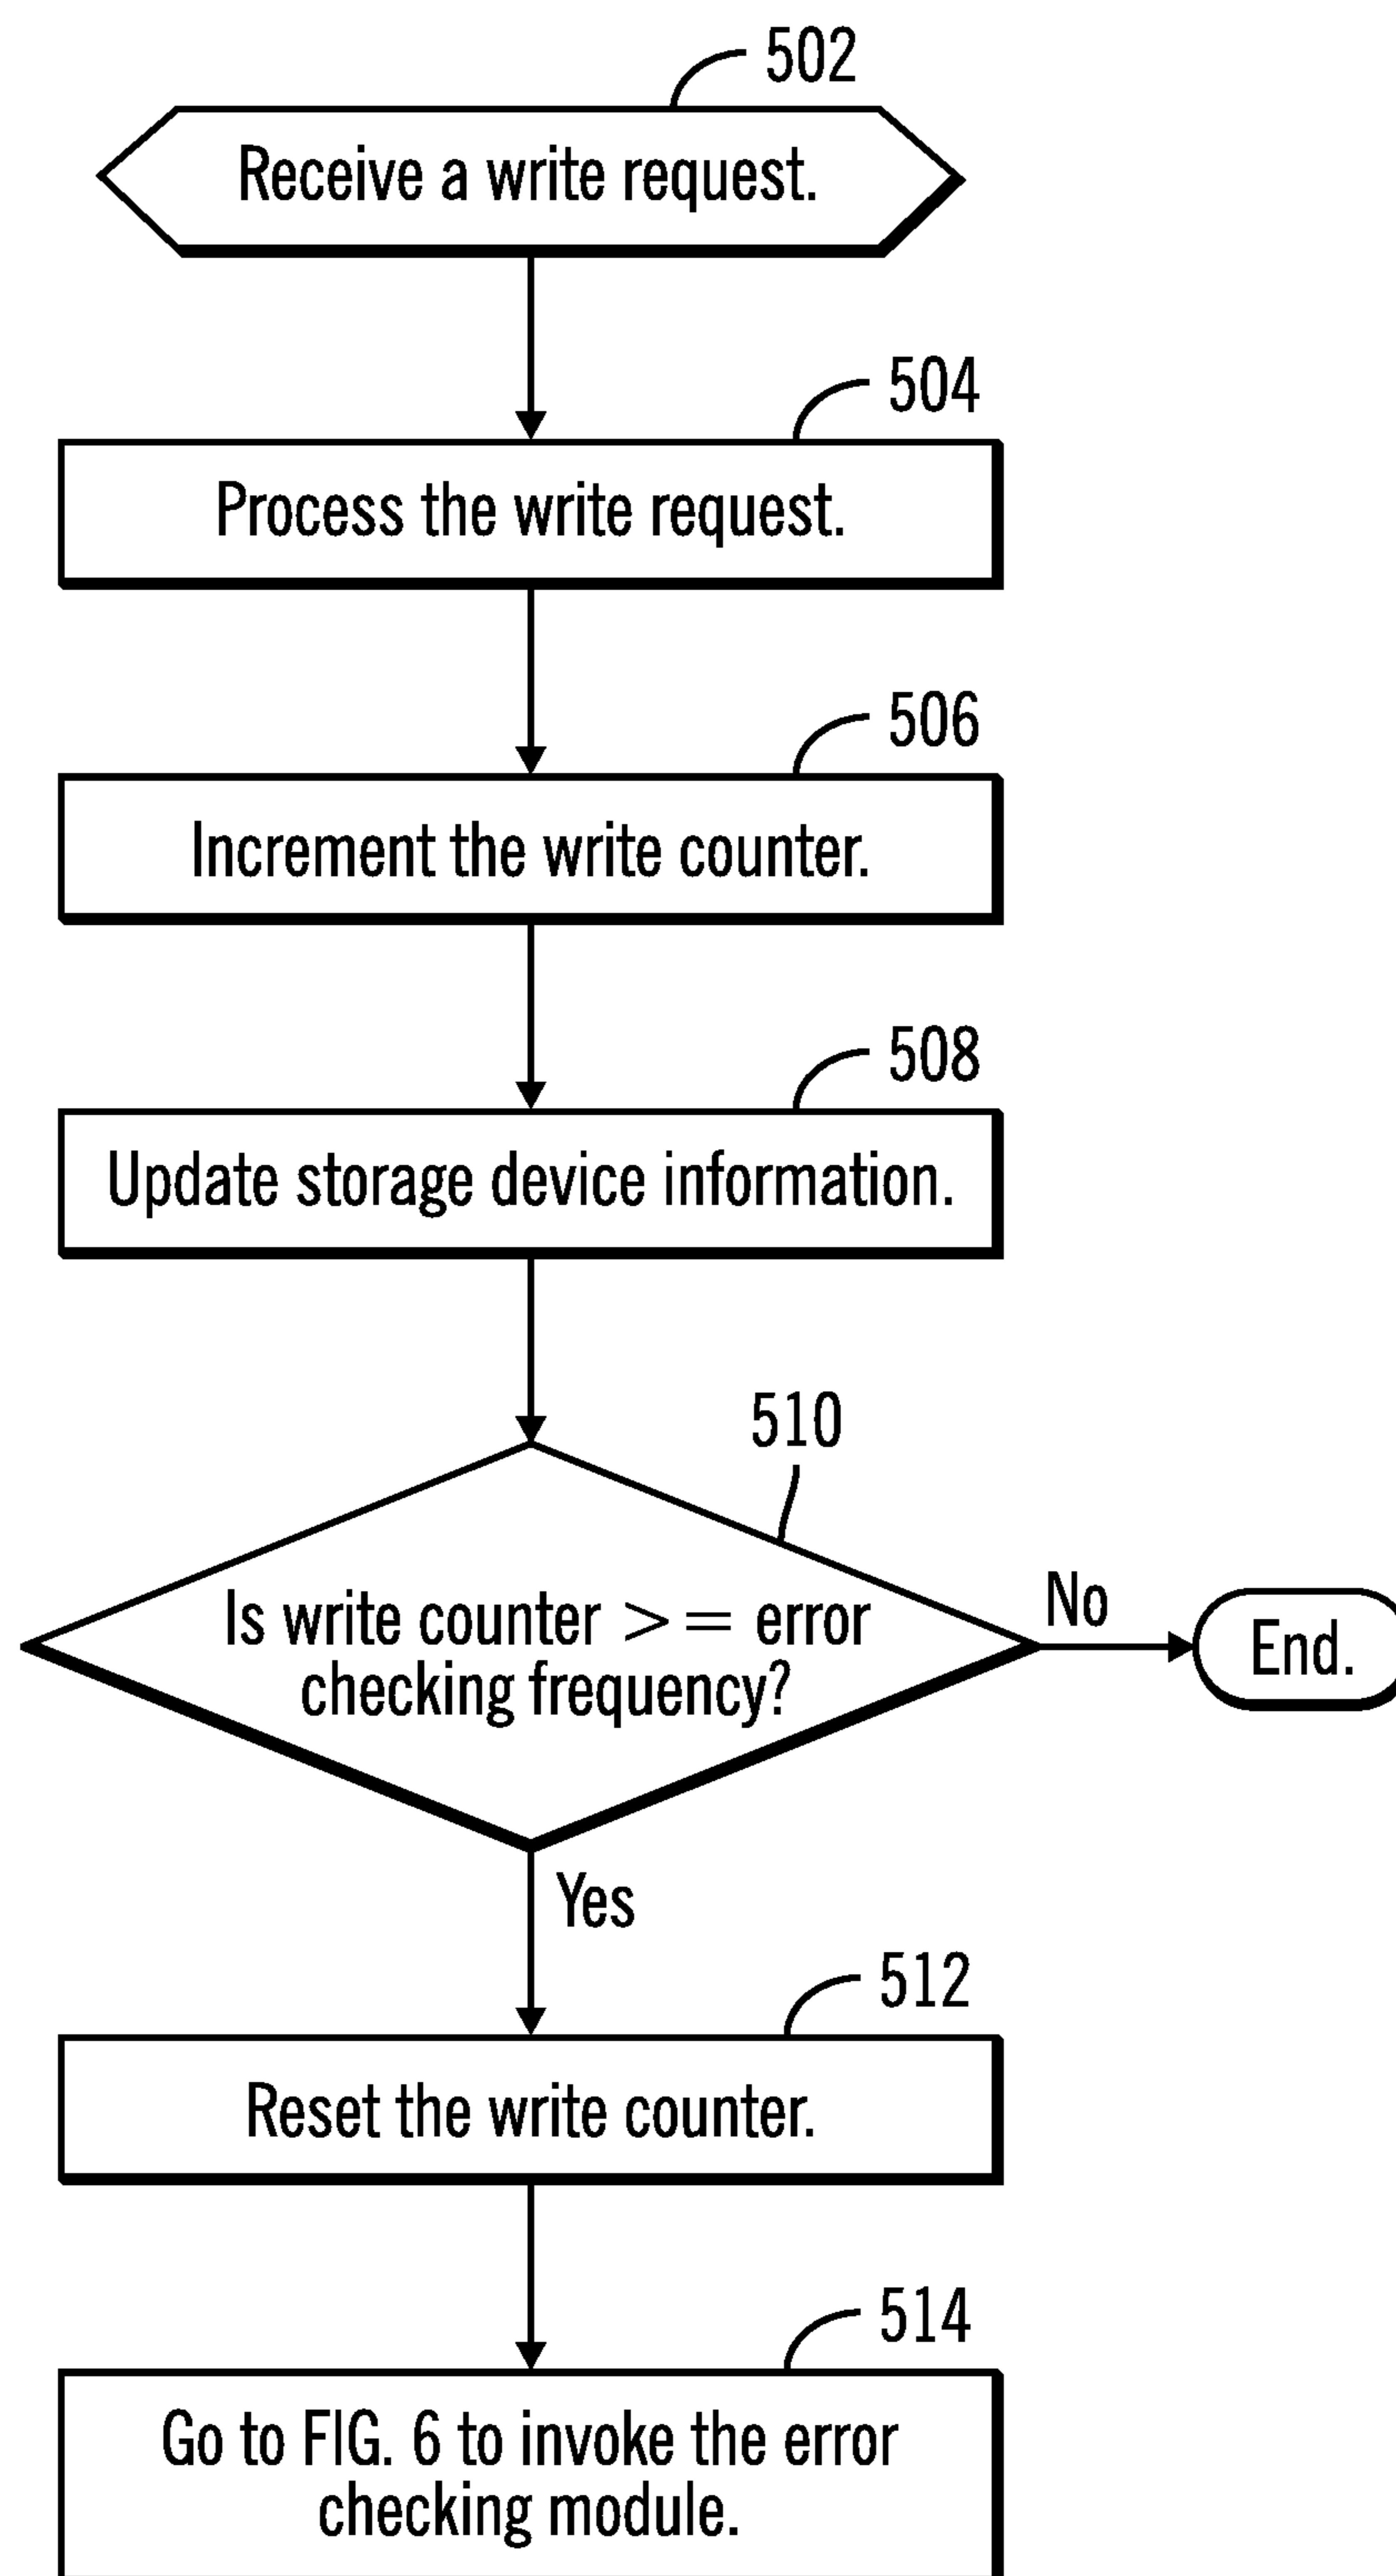 502
Receive a write request.
504
Process the write request.
506
Increment the write counter.
508
Update storage device information.
510
Is write counter >= error
checking frequency?
No
End.
Yes
512
Reset the write counter.
514
Go to FIG. 6 to invoke the error
checking module.